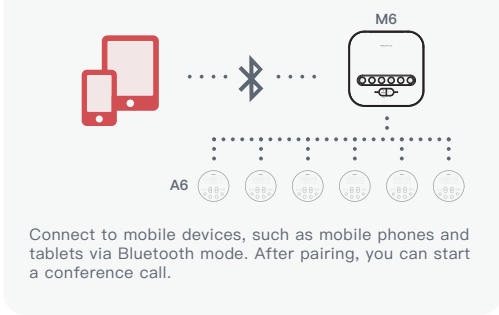 M6
A6
Connect to mobile devices, such as mobile phones and
tablets via Bluetooth mode. After pairing, you can start
a conference call.